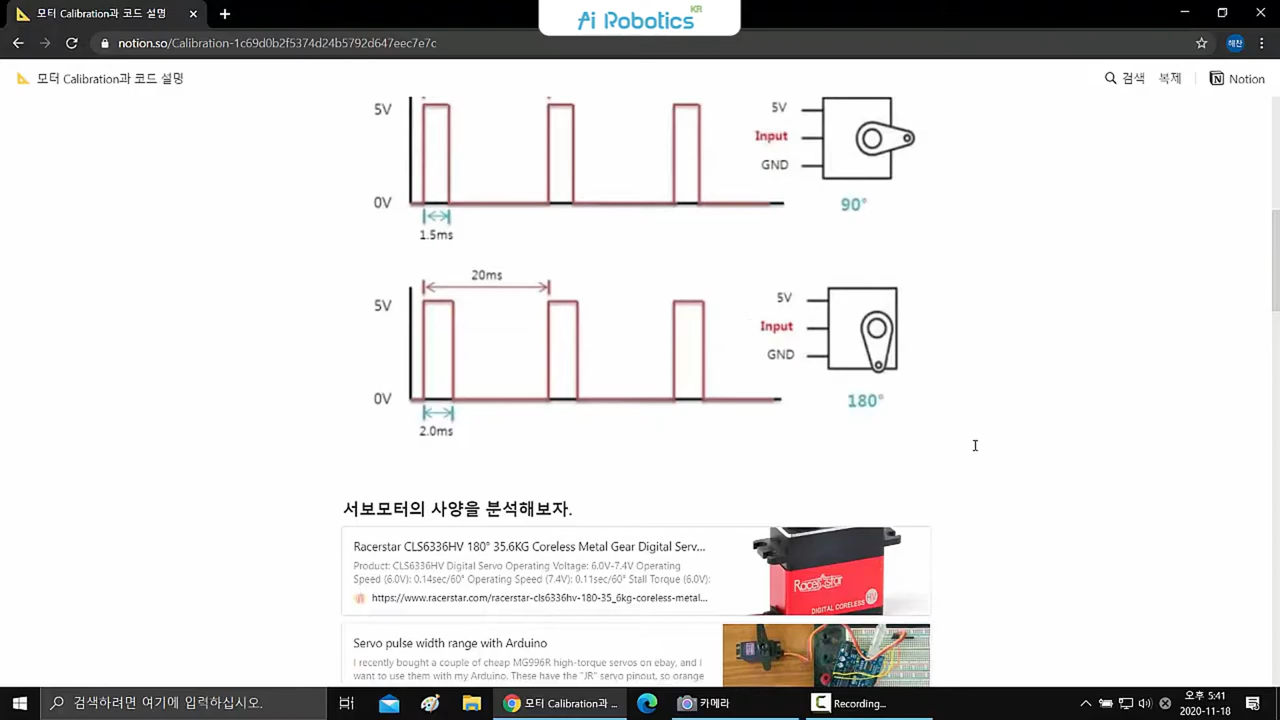 모터 Calibration과 코드 설명
Ai Robotics KR
notion.so/Calibration-1c69d0b2f5374d24b5792d647eec7e7c
혜찬
모터 Calibration과 코드 설명
검색
복제
Notion
5V
0V
1.5ms
5V
Input
GND
90°
20ms
5V
0V
2.0ms
5V
Input
GND
180°
서보모터의 사양을 분석해보자.
Racerstar CLS6336HV 180° 35.6KG Coreless Metal Gear Digital Serv...
Product: CLS6336HV Digital Servo Operating Voltage: 6.0V-7.4V Operating
Speed (6.0V): 0.14sec/60° Operating Speed (7.4V): 0.11sec/60° Stall Torque (6.0V):
https://www.racerstar.com/racerstar-cls6336hv-180-35_6kg-coreless-metal...
RacerStar
DIGITAL CORELESS
HV
Servo pulse width range with Arduino
I recently bought a couple of cheap MG996R high-torque servos on ebay, and I
want to use them with my Arduino. These have the "JR" servo pinout, so orange
검색하려면 여기에 입력하십시오.
모터 Calibration과 ...
카메라
Recording...
오후 5:41
2020-11-18